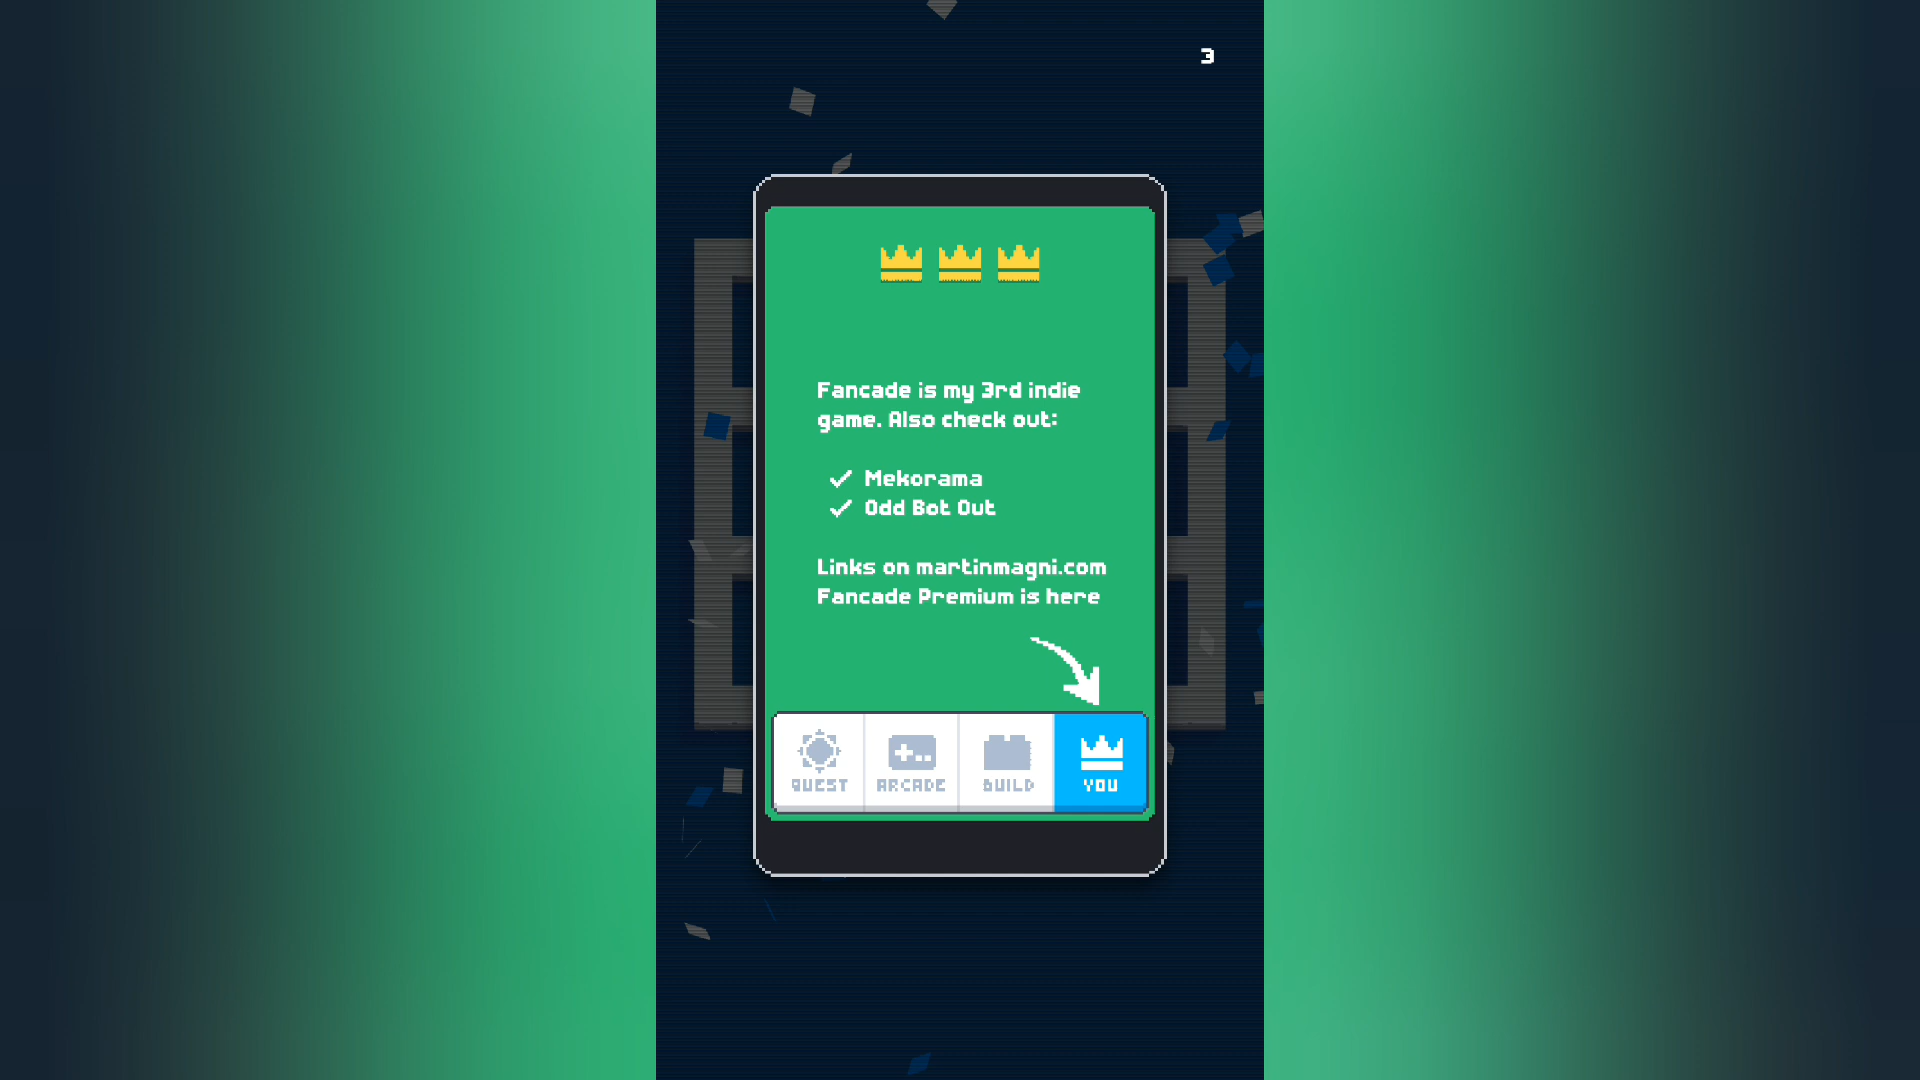 3
Fancade is my 3rd indie
game. Also check out:
✓ Mekorama
✓ Odd Bot Out
Links on martinmagni.com
Fancade Premium is here
QUEST ARCADE BUILD YOU